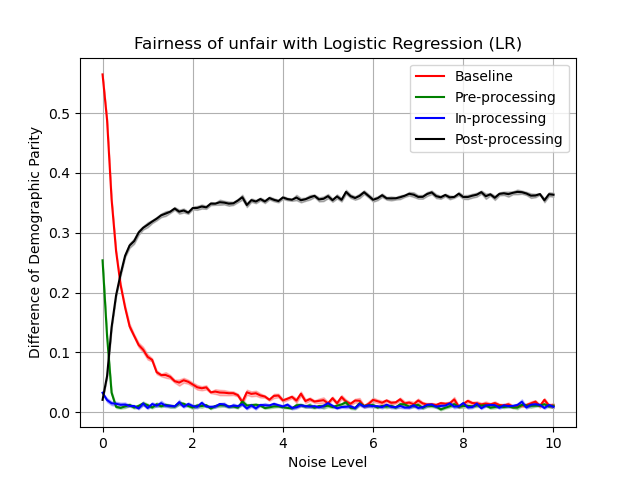 Fairness of unfair with Logistic Regression (LR)
Baseline
Pre-processing
In-processing
Post-processing
Difference of Demographic Parity
0.5
0.4
0.3
0.2
0.1
0.0
0 2 4 6 8 10
Noise Level